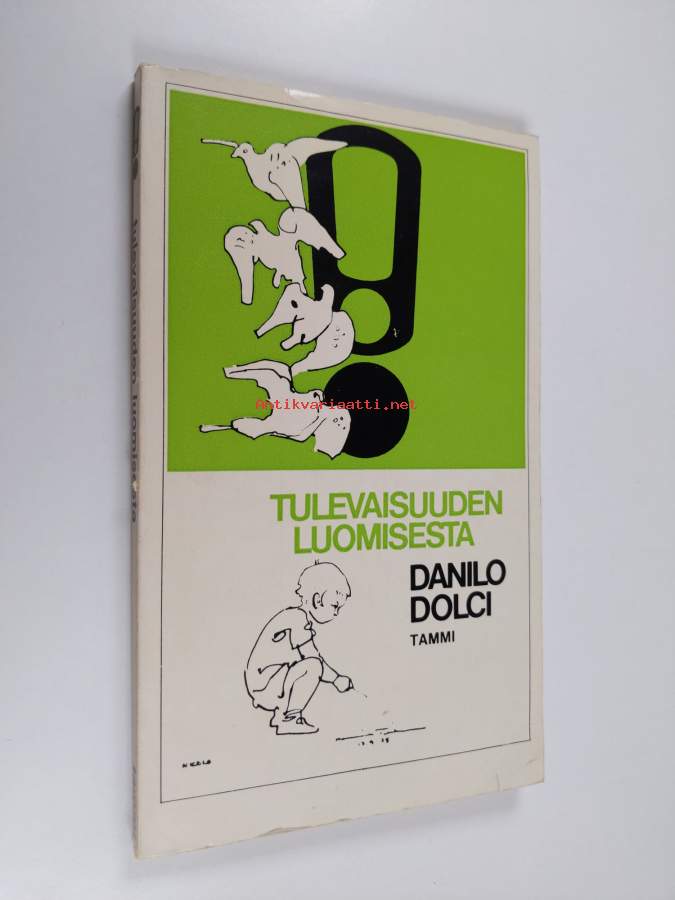 Antikvariaatti.net
TULEVAISUUDEN
LUOMISESTA
DANILO
DOLCI
TAMMI
tulevaisuuden luomisesta